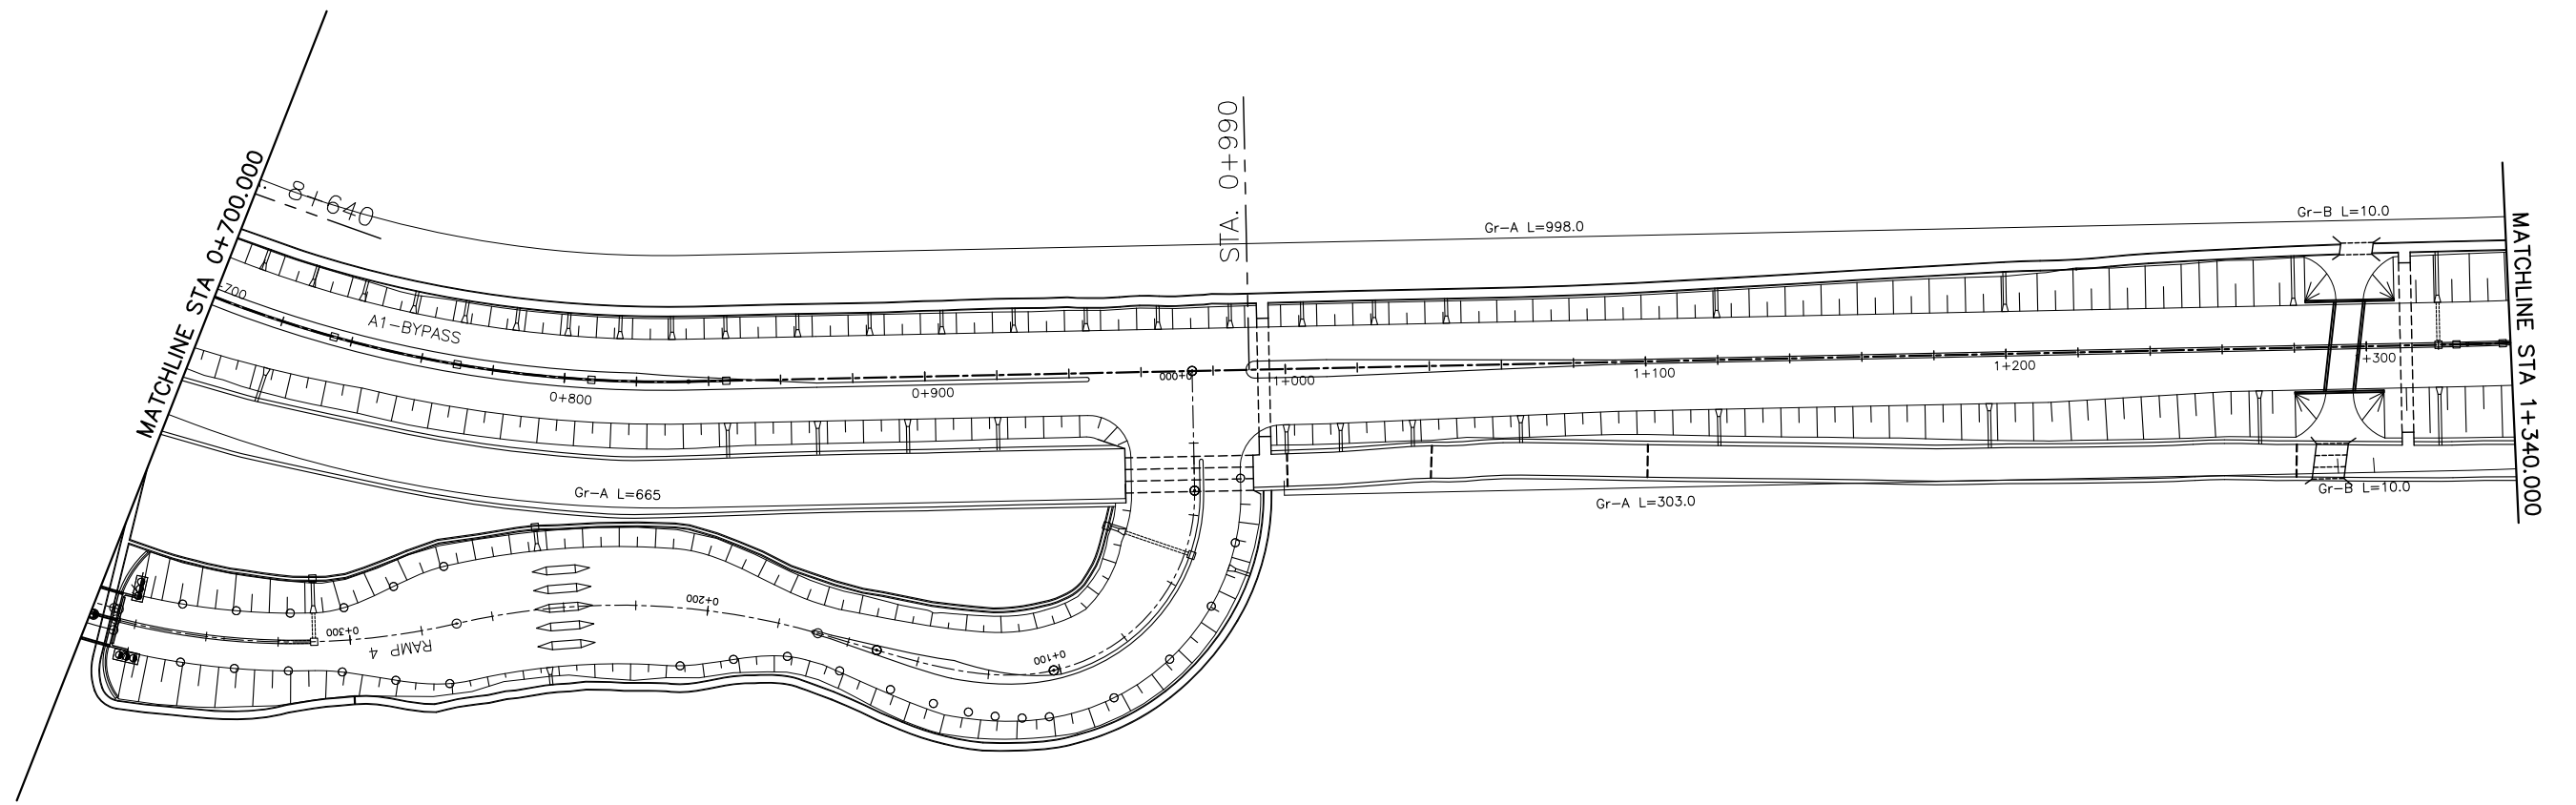 MATCHLINE STA 0+700.000
8+640
STA. 0+990
Gr-A L=998.0
Gr-B L=10.0
MATCHLINE STA 1+340.000
+700
A1-BYPASS
0+800
0+900
0+000
1+000
1+100
1+200
+300
Gr-A L=665
Gr-A L=303.0
Gr-B L=10.0
0+300
RAMP 4
0+200
0+100